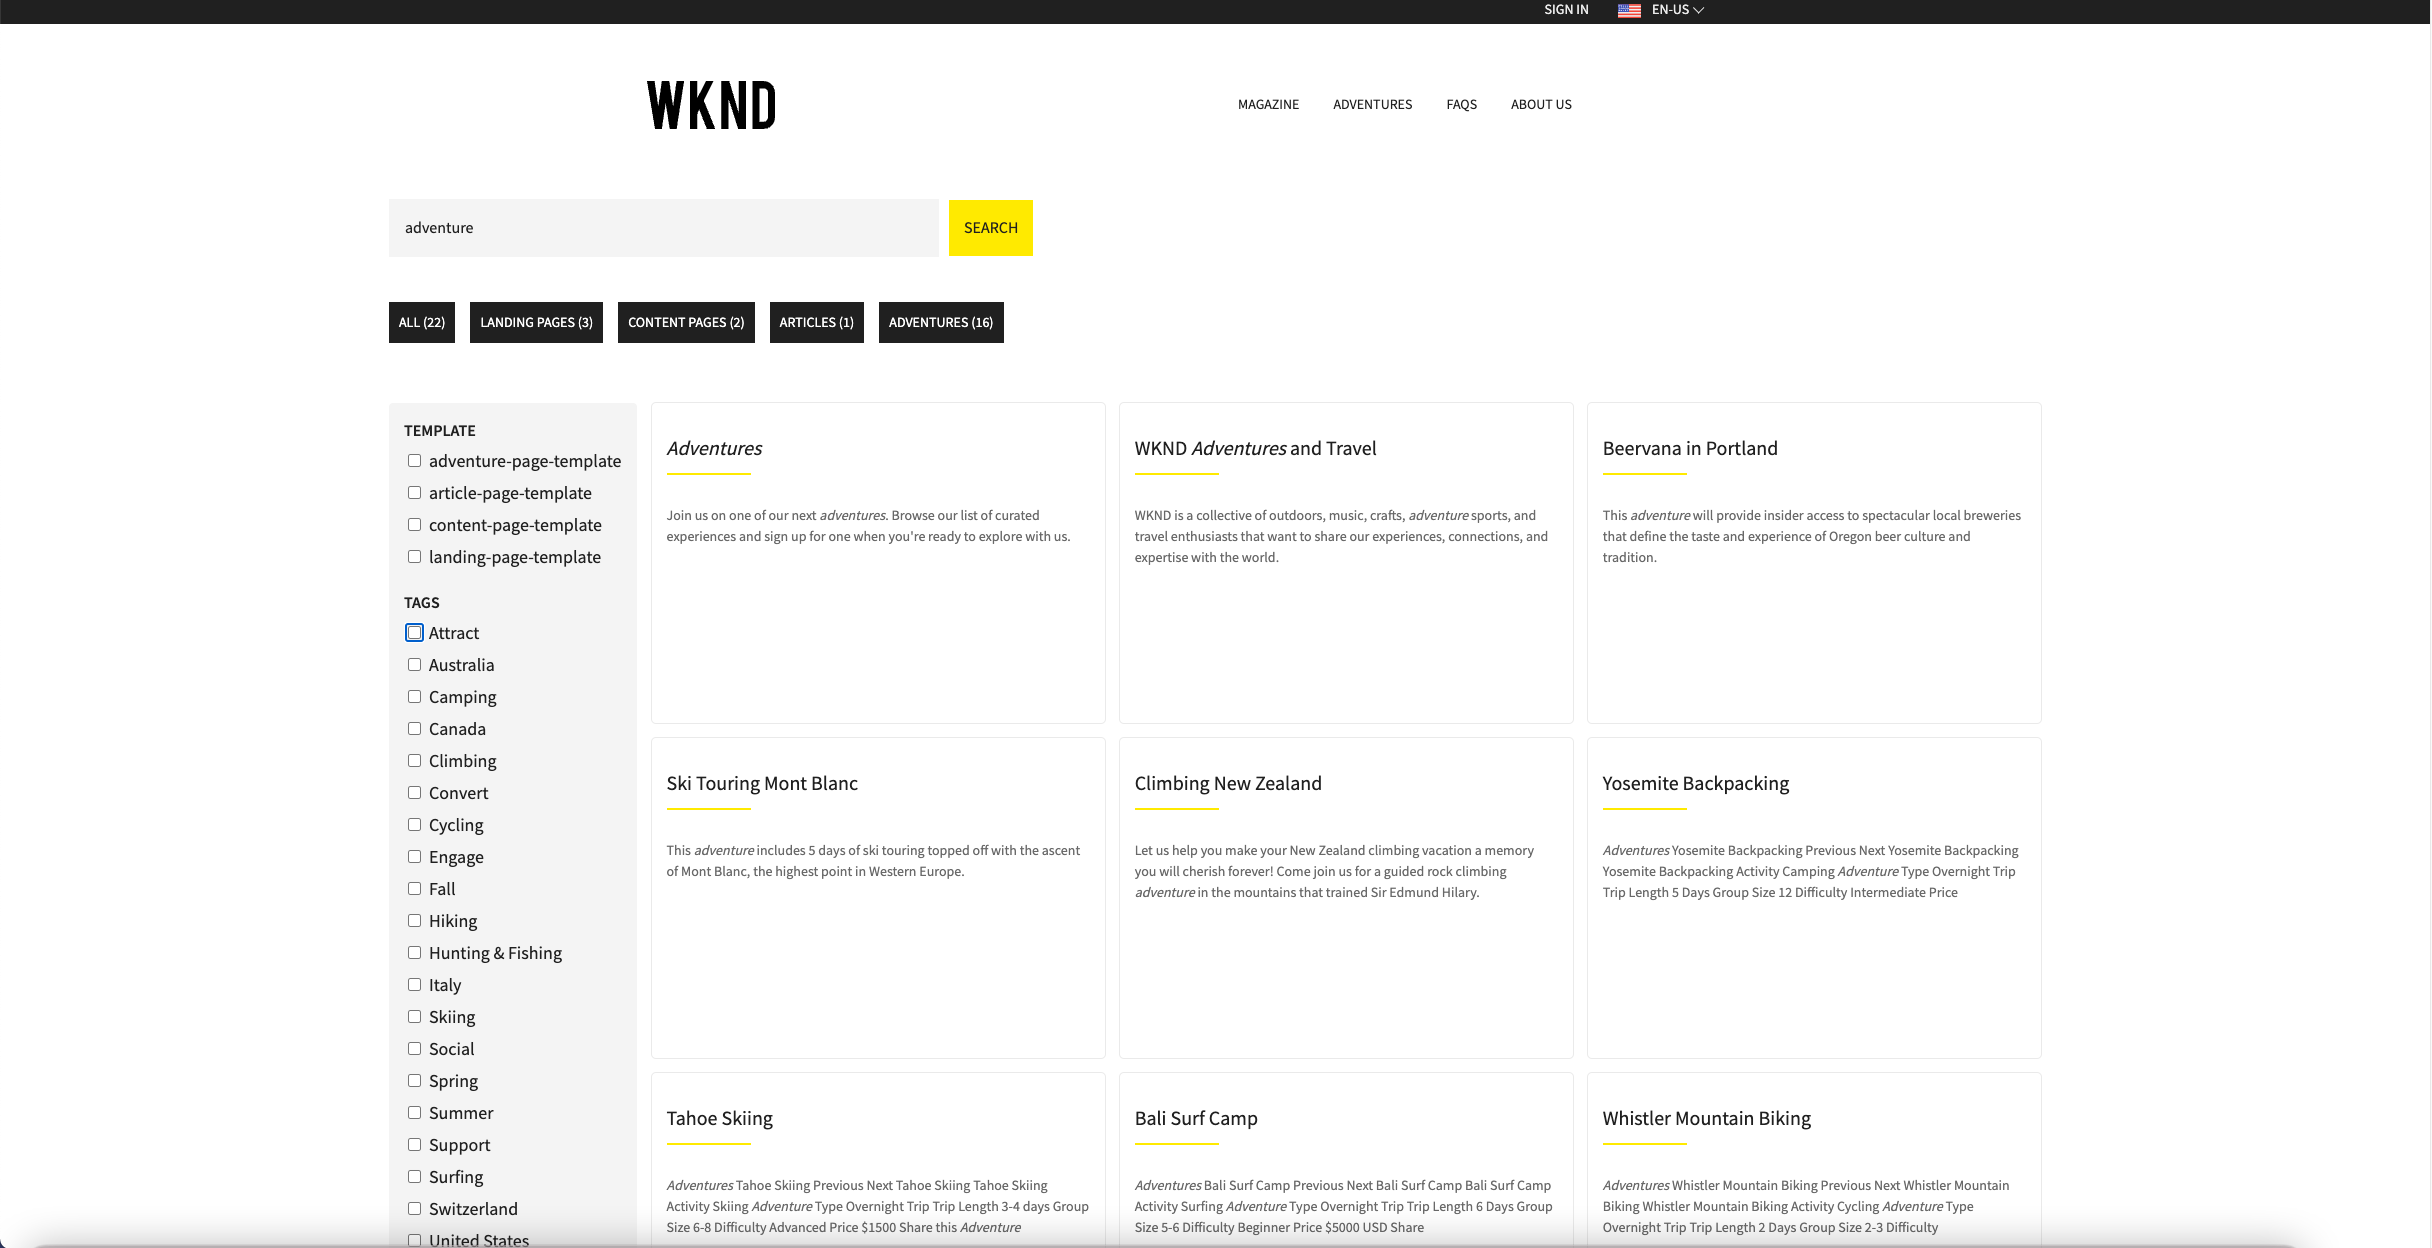 SIGN IN
EN-US
WKND
MAGAZINE
ADVENTURES
FAQS
ABOUT US
adventure
SEARCH
ALL (22)
LANDING PAGES (3)
CONTENT PAGES (2)
ARTICLES (1)
ADVENTURES (16)
TEMPLATE
adventure-page-template
article-page-template
content-page-template
landing-page-template
TAGS
Attract
Australia
Camping
Canada
Climbing
Convert
Cycling
Engage
Fall
Hiking
Hunting & Fishing
Italy
Skiing
Social
Spring
Summer
Support
Surfing
Switzerland
United States
Adventures
Join us on one of our next adventures. Browse our list of curated
experiences and sign up for one when you're ready to explore with us.
WKND Adventures and Travel
WKND is a collective of outdoors, music, crafts, adventure sports, and
travel enthusiasts that want to share our experiences, connections, and
expertise with the world.
Beervana in Portland
This adventure will provide insider access to spectacular local breweries
that define the taste and experience of Oregon beer culture and
tradition.
Ski Touring Mont Blanc
This adventure includes 5 days of ski touring topped off with the ascent
of Mont Blanc, the highest point in Western Europe.
Climbing New Zealand
Let us help you make your New Zealand climbing vacation a memory
you will cherish forever! Come join us for a guided rock climbing
adventure in the mountains that trained Sir Edmund Hilary.
Yosemite Backpacking
Adventures Yosemite Backpacking Previous Next Yosemite Backpacking
Yosemite Backpacking Activity Camping Adventure Type Overnight Trip
Trip Length 5 Days Group Size 12 Difficulty Intermediate Price
Tahoe Skiing
Adventures Tahoe Skiing Previous Next Tahoe Skiing Tahoe Skiing
Activity Skiing Adventure Type Overnight Trip Trip Length 3-4 days Group
Size 6-8 Difficulty Advanced Price $1500 Share this Adventure
Bali Surf Camp
Adventures Bali Surf Camp Previous Next Bali Surf Camp Bali Surf Camp
Activity Surfing Adventure Type Overnight Trip Trip Length 6 Days Group
Size 5-6 Difficulty Beginner Price $5000 USD Share
Whistler Mountain Biking
Adventures Whistler Mountain Biking Previous Next Whistler Mountain
Biking Whistler Mountain Biking Activity Cycling Adventure Type
Overnight Trip Trip Length 2 Days Group Size 2-3 Difficulty